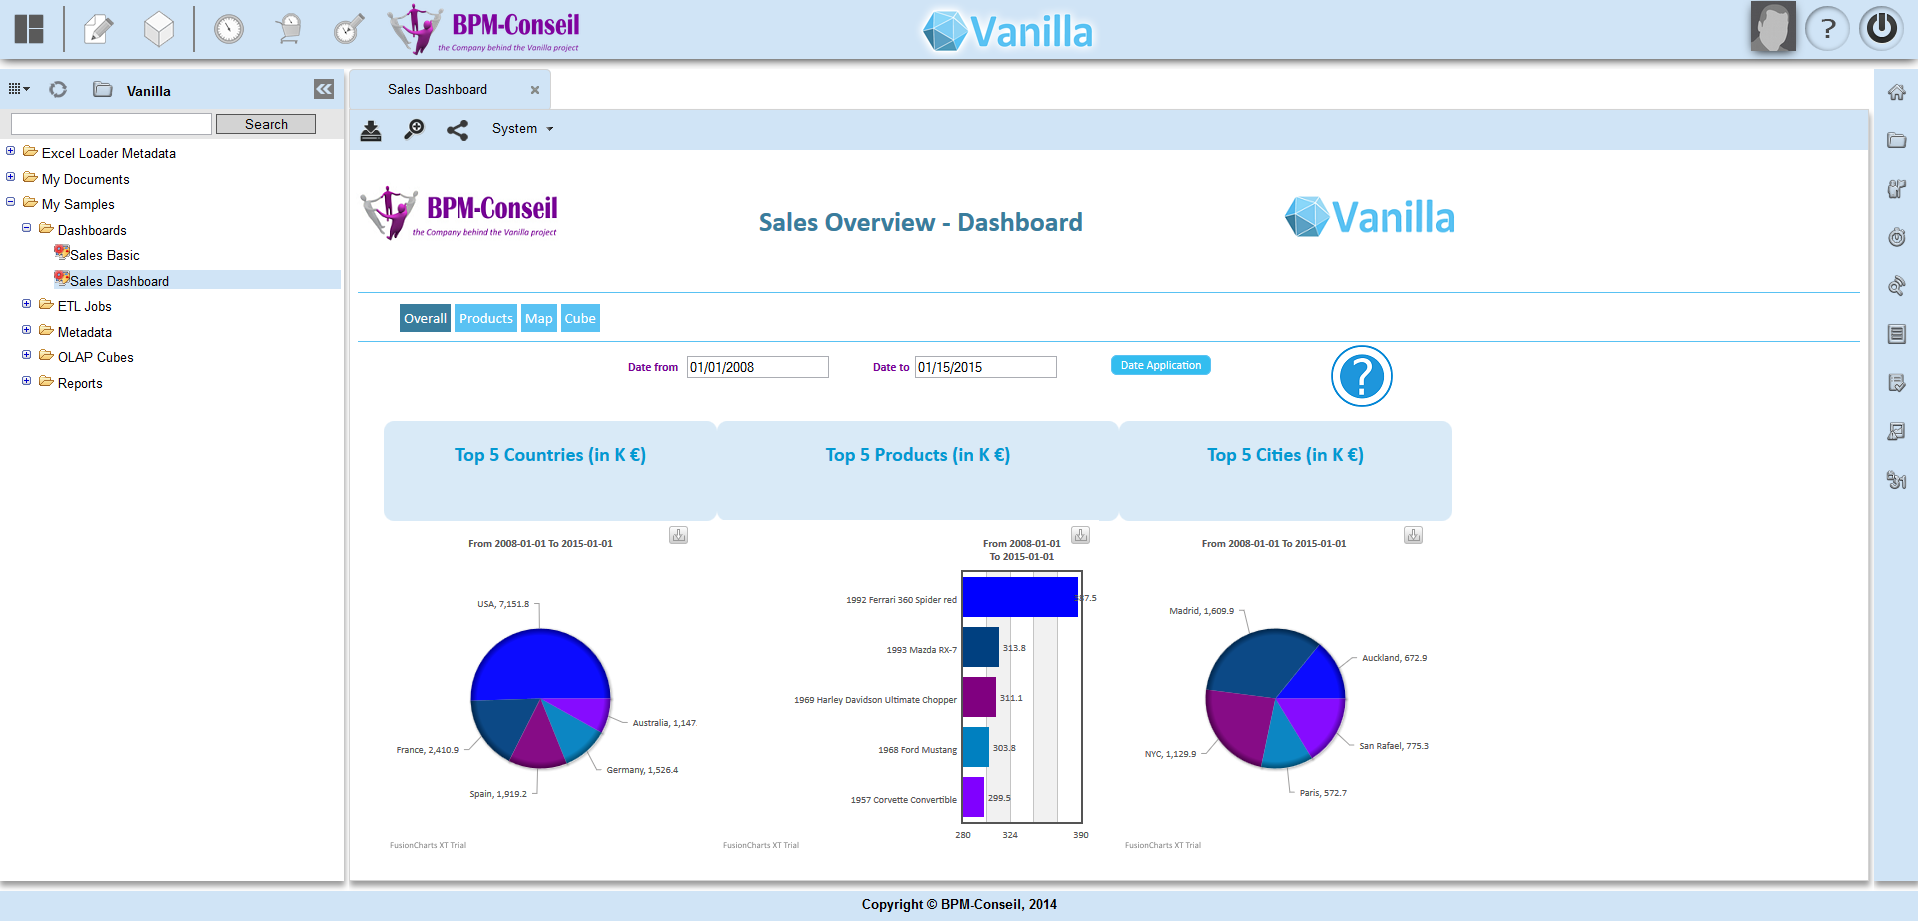 BPM-Conseil
the Company behind the Vanilla project
Vanilla
?
Vanilla
Search
Excel Loader Metadata
My Documents
My Samples
Dashboards
Sales Basic
Sales Dashboard
ETL Jobs
Metadata
OLAP Cubes
Reports
Sales Dashboard
System
BPM-Conseil
the Company behind the Vanilla project
Sales Overview - Dashboard
Vanilla
Overall Products Map Cube
Date from 01/01/2008 Date to 01/15/2015 Date Application ?
Top 5 Countries (in K €)
From 2008-01-01 To 2015-01-01
USA, 7,151.8
Australia, 1,147.
France, 2,410.9
Germany, 1,526.4
Spain, 1,919.2
FusionCharts XT Trial
Top 5 Products (in K €)
From 2008-01-01
To 2015-01-01
1992 Ferrari 360 Spider red 387.5
1993 Mazda RX-7 313.8
1969 Harley Davidson Ultimate Chopper 311.1
1968 Ford Mustang 303.8
1957 Corvette Convertible 299.5
280 324 390
FusionCharts XT Trial
Top 5 Cities (in K €)
From 2008-01-01 To 2015-01-01
Madrid, 1,609.9
Auckland, 672.9
San Rafael, 775.3
NYC, 1,129.9
Paris, 572.7
FusionCharts XT Trial
31
Copyright © BPM-Conseil, 2014